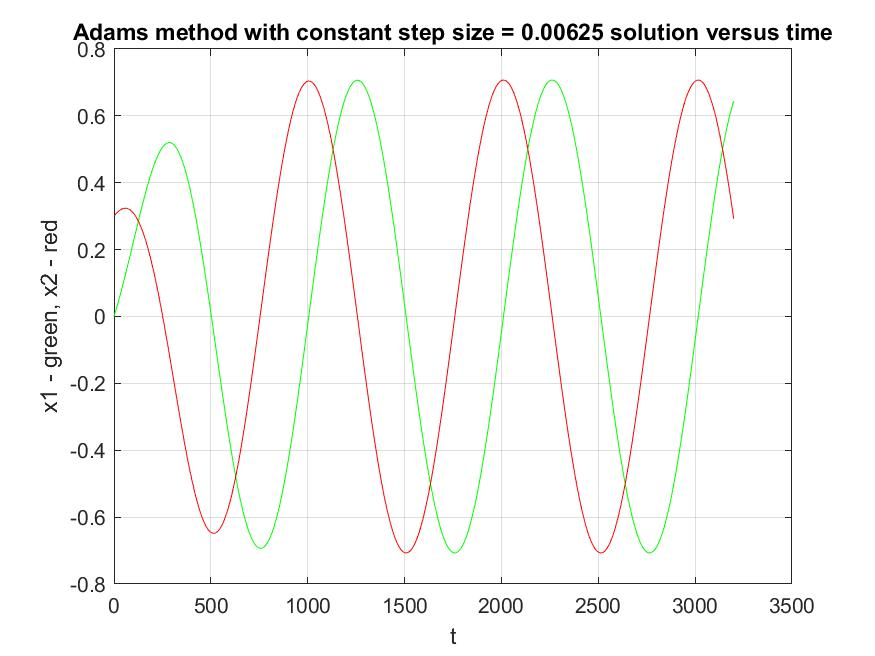 Adams method with constant step size = 0.00625 solution versus time
0.8
0.6
0.4
0.2
0
-0.2
-0.4
-0.6
-0.8
x1 - green, x2 - red
0 500 1000 1500 2000 2500 3000 3500
t